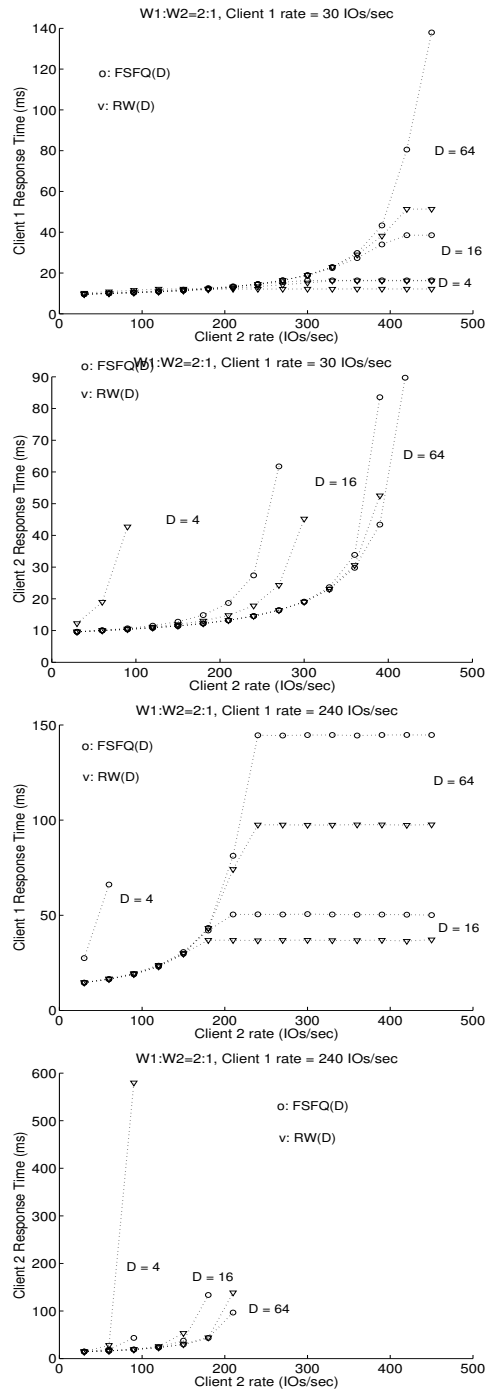 W1:W2=2:1, Client 1 rate = 30 IOs/sec
140
120
100
80
60
40
20
0
Client 1 Response Time (ms)
o: FSFQ(D)
v: RW(D)
D = 64
D = 16
D = 4
0 100 200 300 400 500
Client 2 rate (IOs/sec)
W1:W2=2:1, Client 1 rate = 30 IOs/sec
o: FSFQ(D)
v: RW(D)
90
80
70
60
50
40
30
20
10
0
Client 2 Response Time (ms)
D = 64
D = 16
D = 4
0 100 200 300 400 500
Client 2 rate (IOs/sec)
W1:W2=2:1, Client 1 rate = 240 IOs/sec
150
100
50
0
Client 1 Response Time (ms)
o: FSFQ(D)
v: RW(D)
D = 64
D = 4
D = 16
0 100 200 300 400 500
Client 2 rate (IOs/sec)
W1:W2=2:1, Client 1 rate = 240 IOs/sec
600
500
400
300
200
100
0
Client 2 Response Time (ms)
o: FSFQ(D)
v: RW(D)
D = 4
D = 16
D = 64
0 100 200 300 400 500
Client 2 rate (IOs/sec)